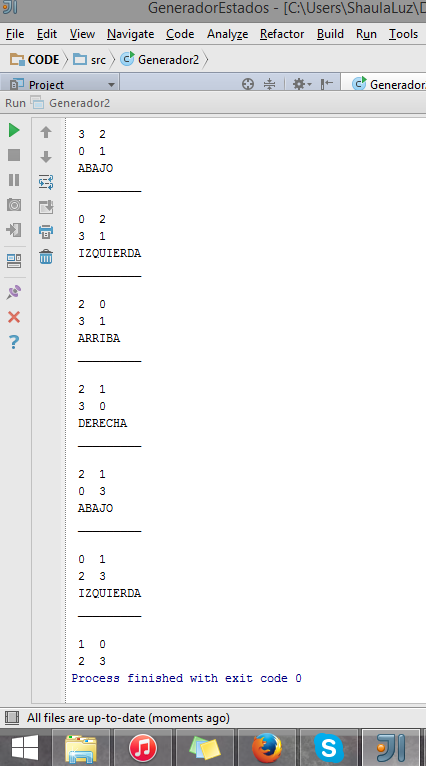 GeneradorEstados - [C:\Users\ShaulaLuz\D
File Edit View Navigate Code Analyze Refactor Build Run Tools
CODE src Generador2
Project Generador
Run Generador2
3 2
0 1
ABAJO
_________
0 2
3 1
IZQUIERDA
_________
2 0
3 1
ARRIBA
_________
2 1
3 0
DERECHA
_________
2 1
0 3
ABAJO
_________
0 1
2 3
IZQUIERDA
_________
1 0
2 3
Process finished with exit code 0
All files are up-to-date (moments ago)